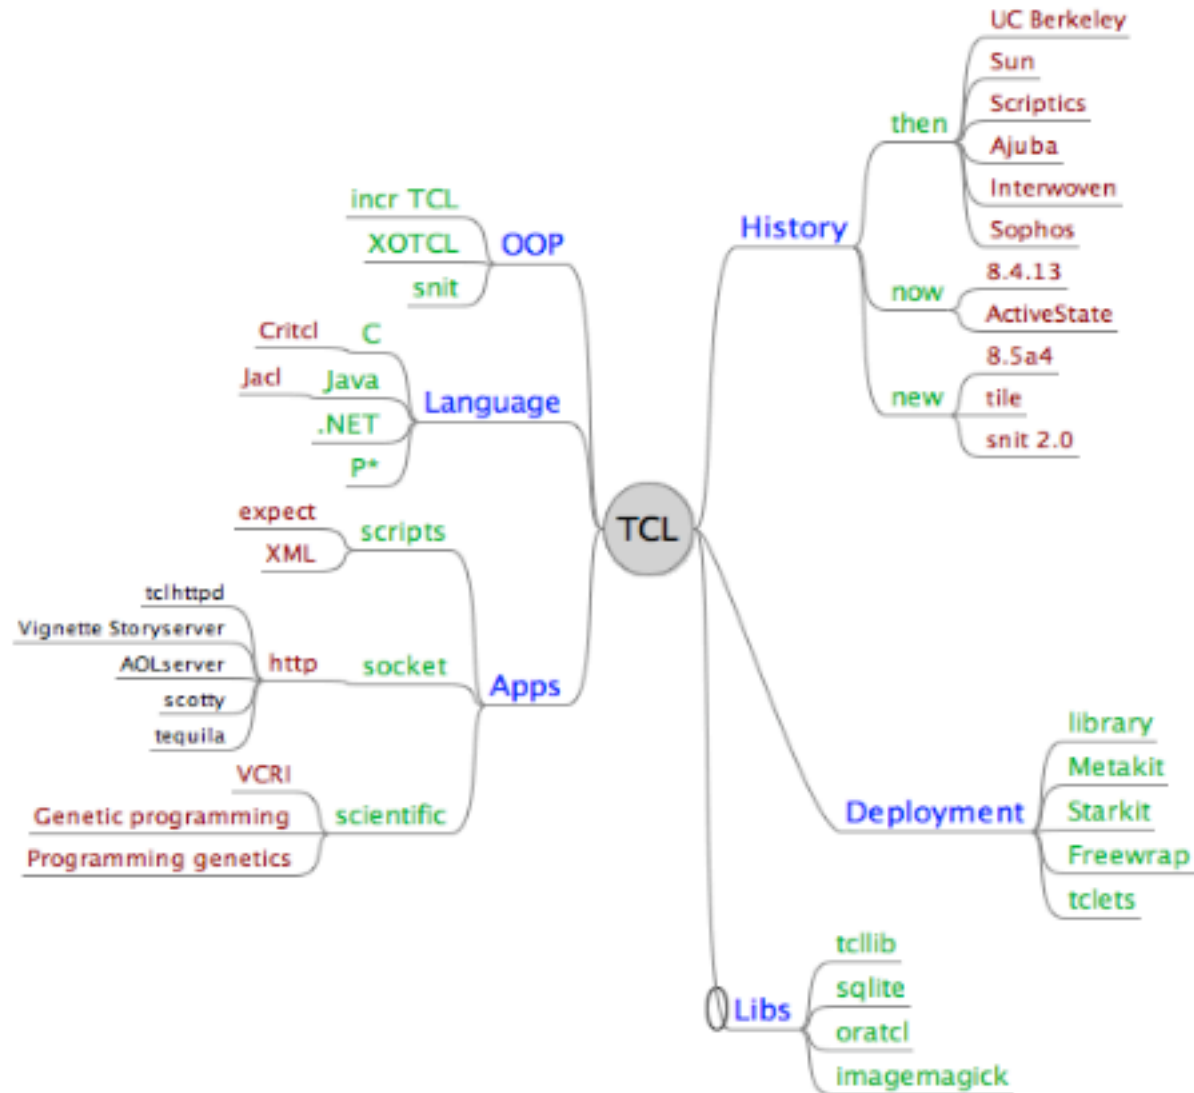 TCL
OOP
incr TCL
XOTCL
snit
Language
C
Critcl
Java
Jacl
.NET
P*
Apps
scripts
expect
XML
socket
http
tclhttpd
Vignette Storyserver
AOLserver
scotty
tequila
scientific
VCRI
Genetic programming
Programming genetics
History
then
UC Berkeley
Sun
Scriptics
Ajuba
Interwoven
Sophos
now
8.4.13
ActiveState
new
8.5a4
tile
snit 2.0
Deployment
library
Metakit
Starkit
Freewrap
tclets
Libs
tcllib
sqlite
oratcl
imagemagick